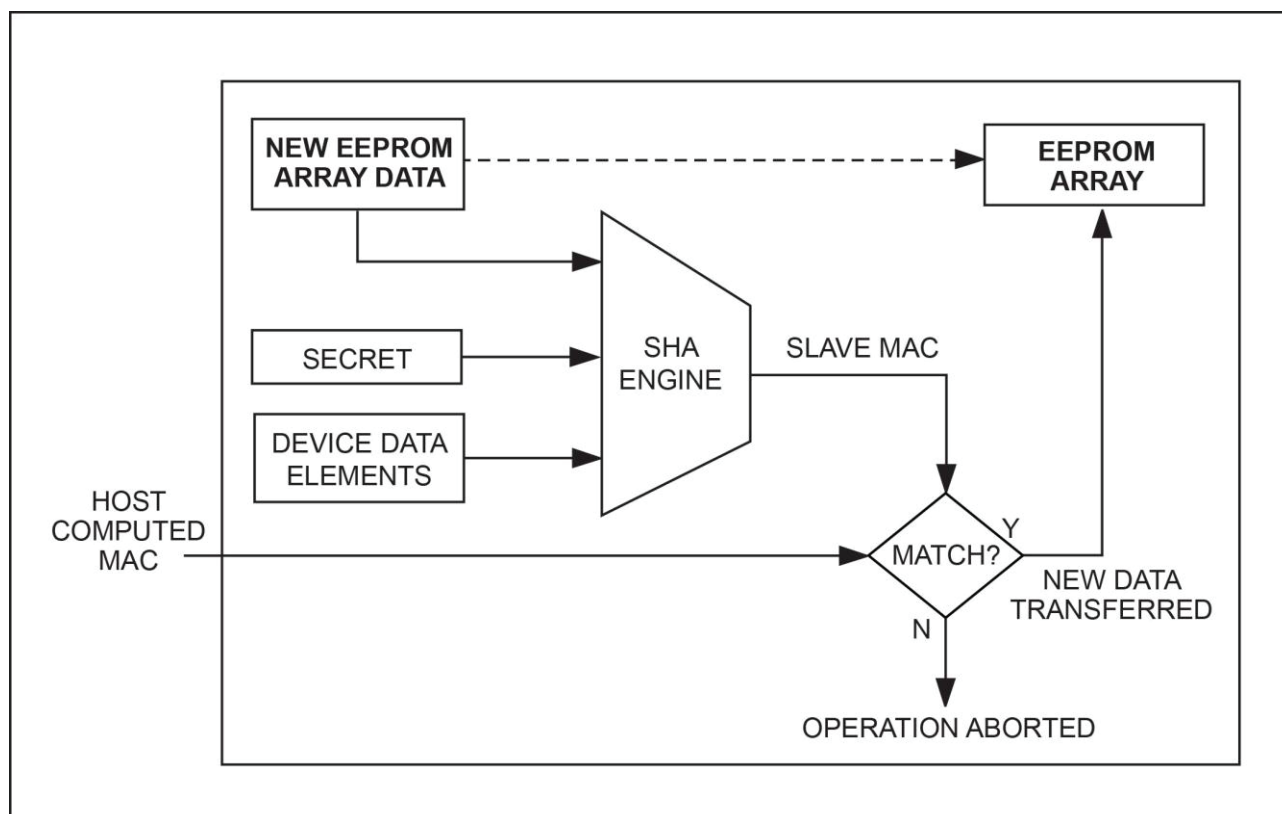 NEW EEPROM
ARRAY DATA
EEPROM
ARRAY
SECRET
SHA
ENGINE
SLAVE MAC
DEVICE DATA
ELEMENTS
HOST
COMPUTED
MAC
MATCH?
Y
NEW DATA
TRANSFERRED
N
OPERATION ABORTED